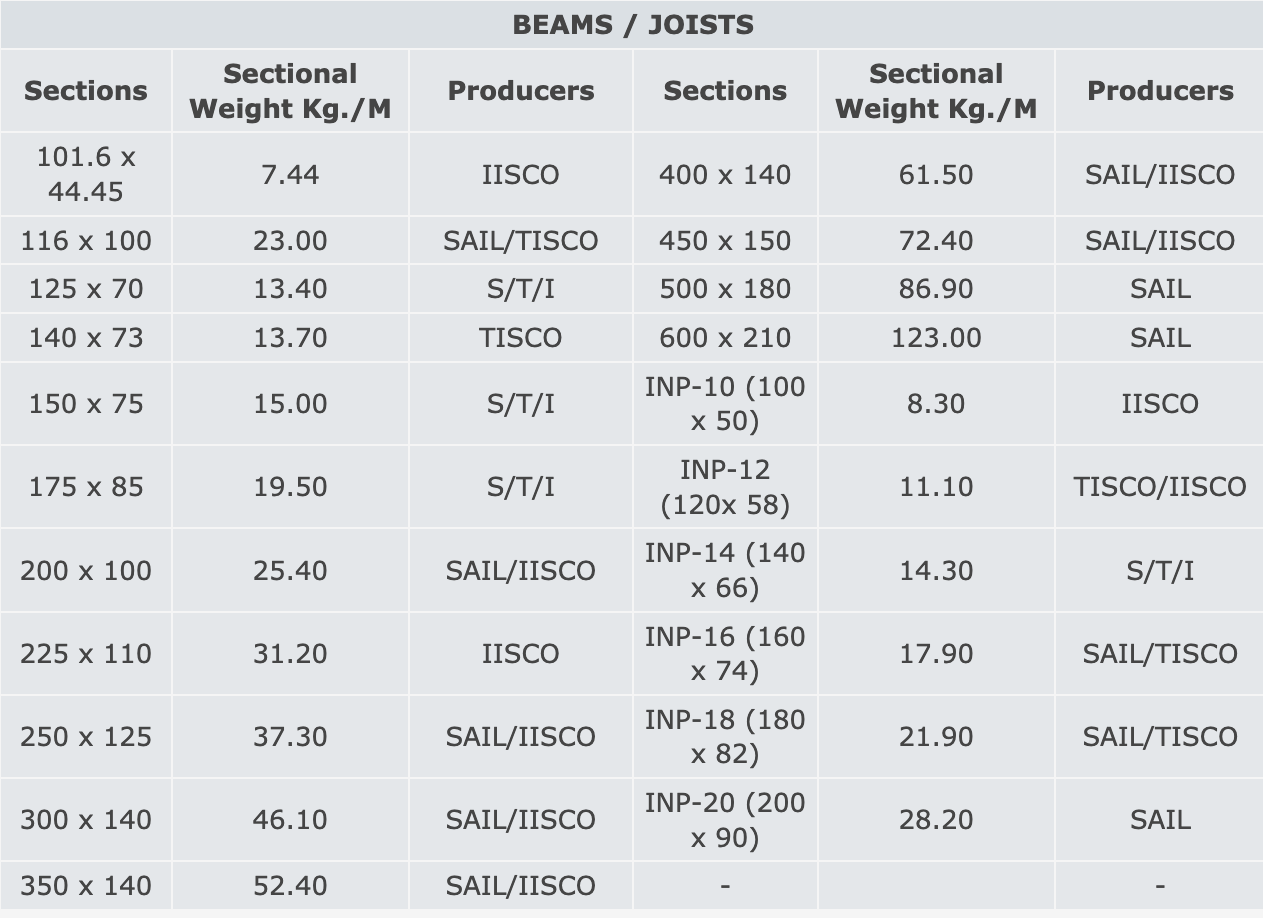 BEAMS / JOISTS
Sections Sectional Weight Kg./M Producers Sections Sectional Weight Kg./M Producers
101.6 x 44.45 7.44 IISCO 400 x 140 61.50 SAIL/IISCO
116 x 100 23.00 SAIL/TISCO 450 x 150 72.40 SAIL/IISCO
125 x 70 13.40 S/T/I 500 x 180 86.90 SAIL
140 x 73 13.70 TISCO 600 x 210 123.00 SAIL
150 x 75 15.00 S/T/I INP-10 (100 x 50) 8.30 IISCO
175 x 85 19.50 S/T/I INP-12 (120x 58) 11.10 TISCO/IISCO
200 x 100 25.40 SAIL/IISCO INP-14 (140 x 66) 14.30 S/T/I
225 x 110 31.20 IISCO INP-16 (160 x 74) 17.90 SAIL/TISCO
250 x 125 37.30 SAIL/IISCO INP-18 (180 x 82) 21.90 SAIL/TISCO
300 x 140 46.10 SAIL/IISCO INP-20 (200 x 90) 28.20 SAIL
350 x 140 52.40 SAIL/IISCO - -